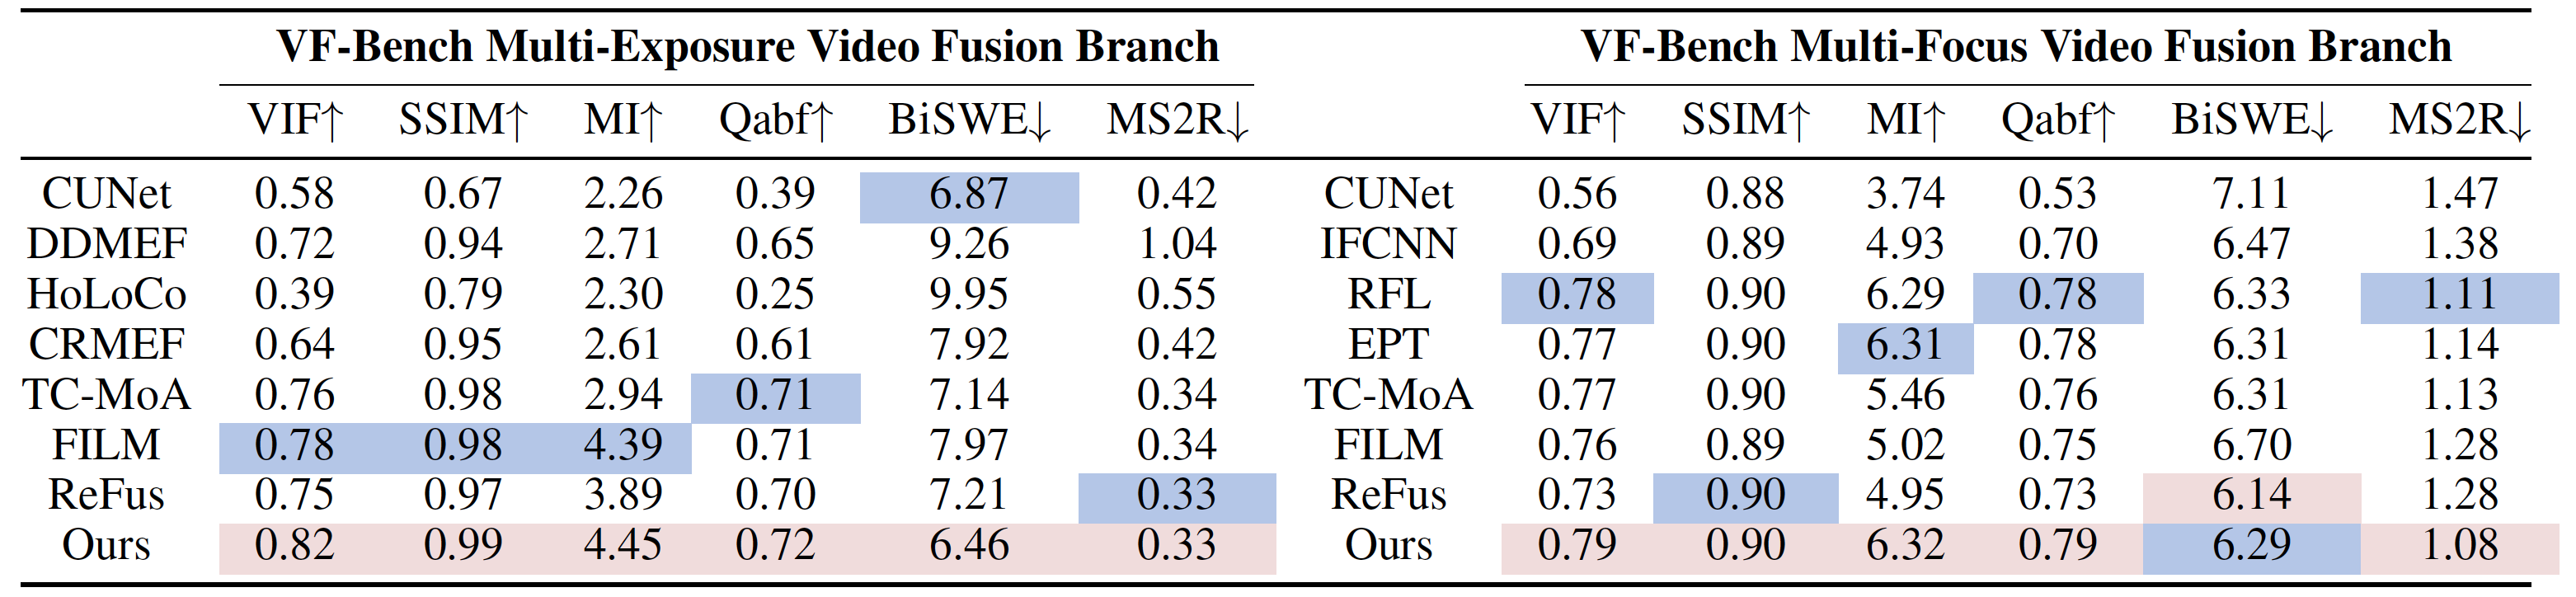 VF-Bench Multi-Exposure Video Fusion Branch VF-Bench Multi-Focus Video Fusion Branch
VIF↑ SSIM↑ MI↑ Qabf↑ BiSWE↓ MS2R↓ VIF↑ SSIM↑ MI↑ Qabf↑ BiSWE↓ MS2R↓
CUNet 0.58 0.67 2.26 0.39 6.87 0.42 CUNet 0.56 0.88 3.74 0.53 7.11 1.47
DDMEF 0.72 0.94 2.71 0.65 9.26 1.04 IFCNN 0.69 0.89 4.93 0.70 6.47 1.38
HoLoCo 0.39 0.79 2.30 0.25 9.95 0.55 RFL 0.78 0.90 6.29 0.78 6.33 1.11
CRMEF 0.64 0.95 2.61 0.61 7.92 0.42 EPT 0.77 0.90 6.31 0.78 6.31 1.14
TC-MoA 0.76 0.98 2.94 0.71 7.14 0.34 TC-MoA 0.77 0.90 5.46 0.76 6.31 1.13
FILM 0.78 0.98 4.39 0.71 7.97 0.34 FILM 0.76 0.89 5.02 0.75 6.70 1.28
ReFus 0.75 0.97 3.89 0.70 7.21 0.33 ReFus 0.73 0.90 4.95 0.73 6.14 1.28
Ours 0.82 0.99 4.45 0.72 6.46 0.33 Ours 0.79 0.90 6.32 0.79 6.29 1.08